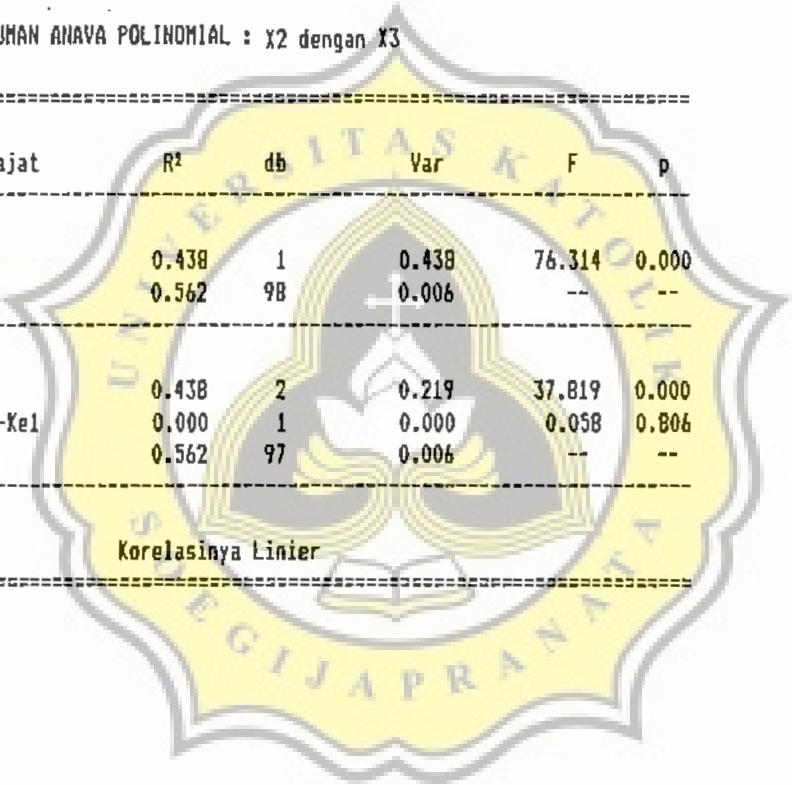 UMAN ANAVA POLINOMIAL : X2 dengan X3
ajat R² db Var F p
0.438 1 0.438 76.314 0.000
0.562 98 0.006 -- --
0.438 2 0.219 37.819 0.000
-Kel 0.000 1 0.000 0.058 0.806
0.562 97 0.006 -- --
Korelasinya Linier
UNIVERSITAS KATOLIK
SOEGIJAPRANATA